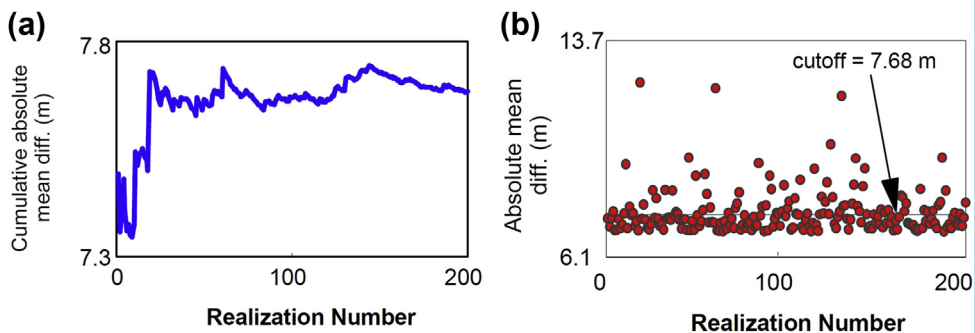 (a)
7.8
Cumulative absolute
mean diff. (m)
7.3
0
100
200
Realization Number
(b)
13.7
cutoff = 7.68 m
Absolute mean
diff. (m)
6.1
0
100
200
Realization Number